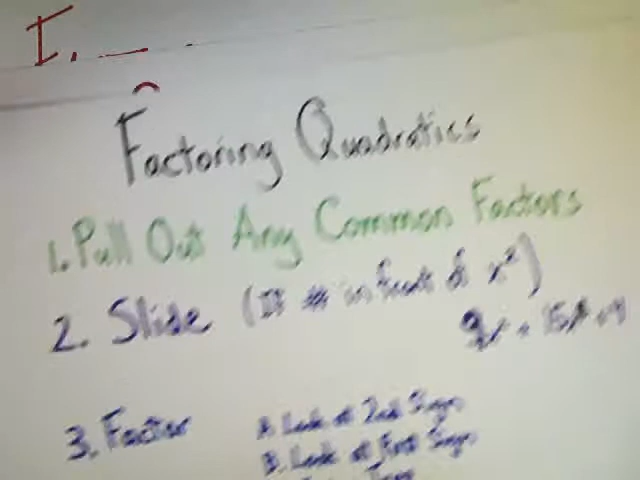 I.
Factoring Quadratics
1. Pull Out Any Common Factors
2. Slide (If # in front of x²)
3. Factor
A. Look at 2nd Sign
B. Look at first Sign